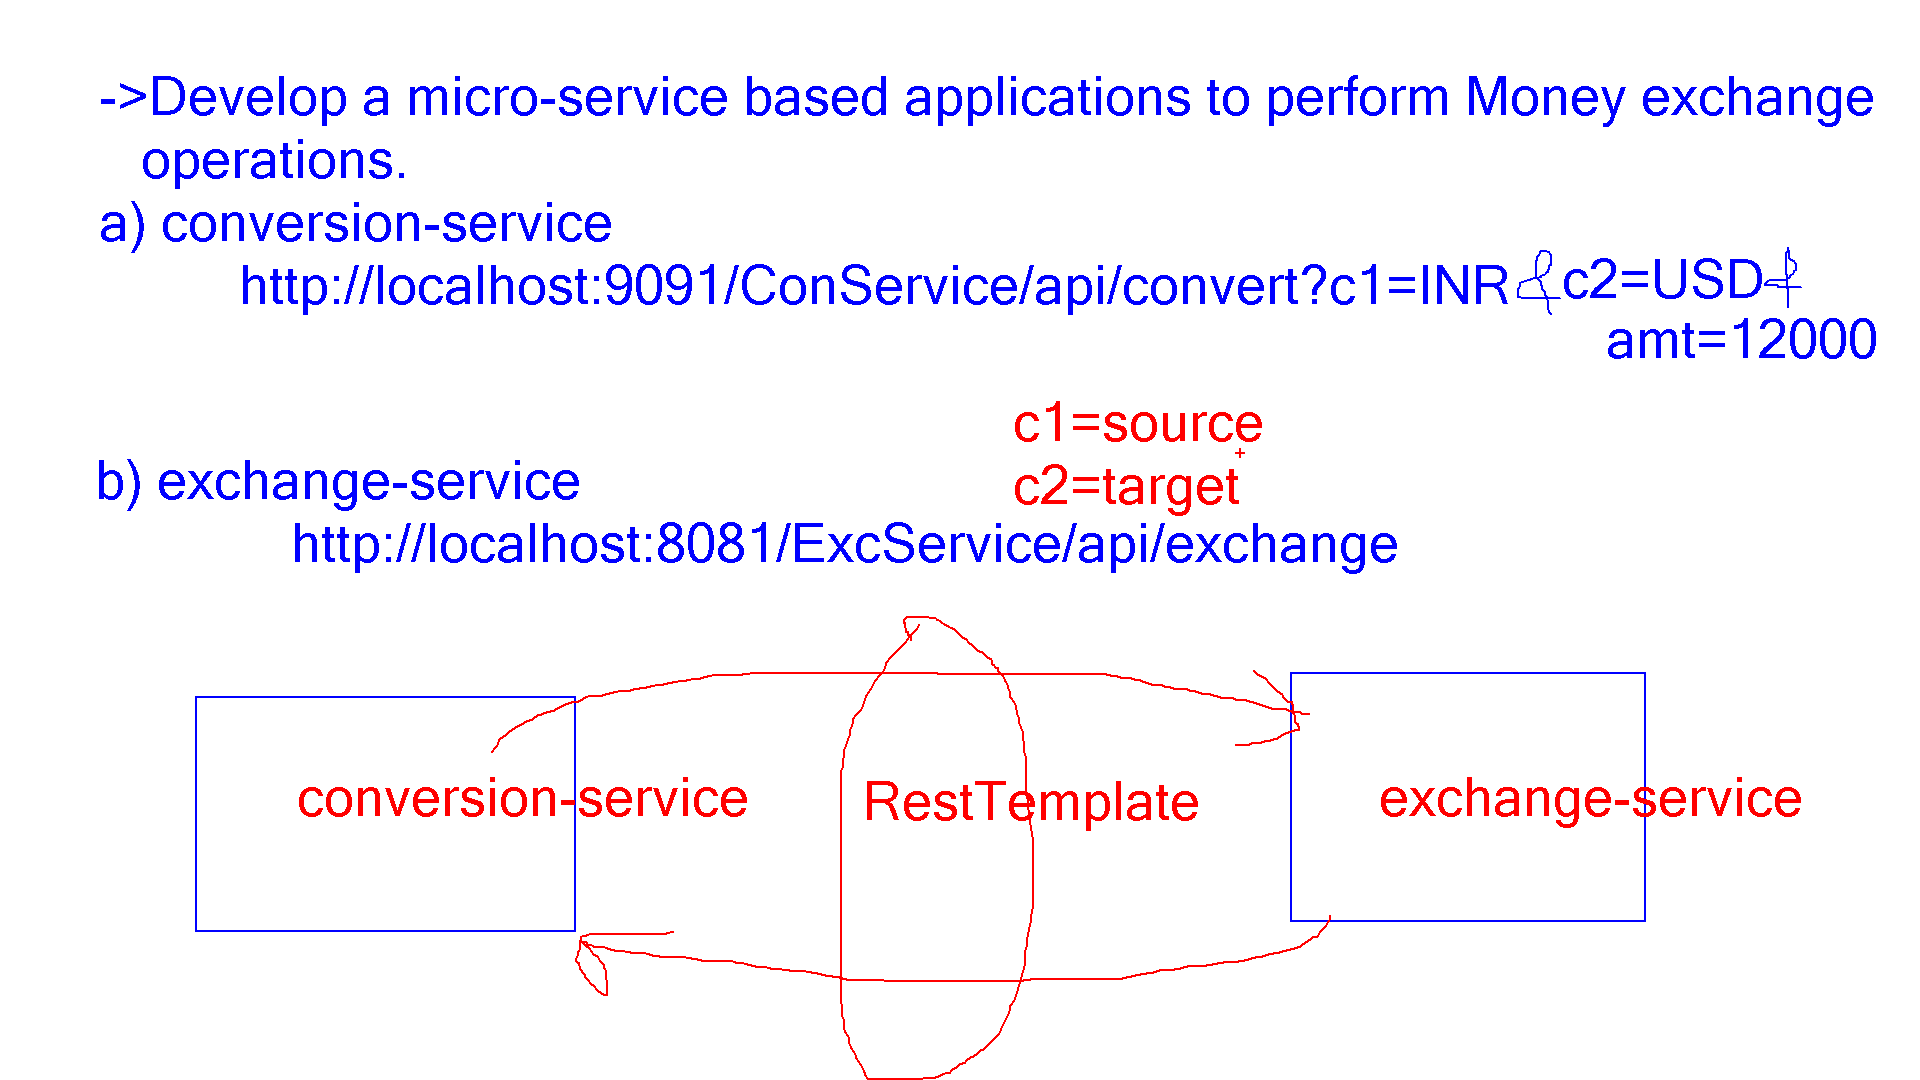 ->Develop a micro-service based applications to perform Money exchange
operations.
a) conversion-service
http://localhost:9091/ConService/api/convert?c1=INR&c2=USD&
amt=12000
c1=source
c2=target
b) exchange-service
http://localhost:8081/ExcService/api/exchange
conversion-service RestTemplate exchange-service